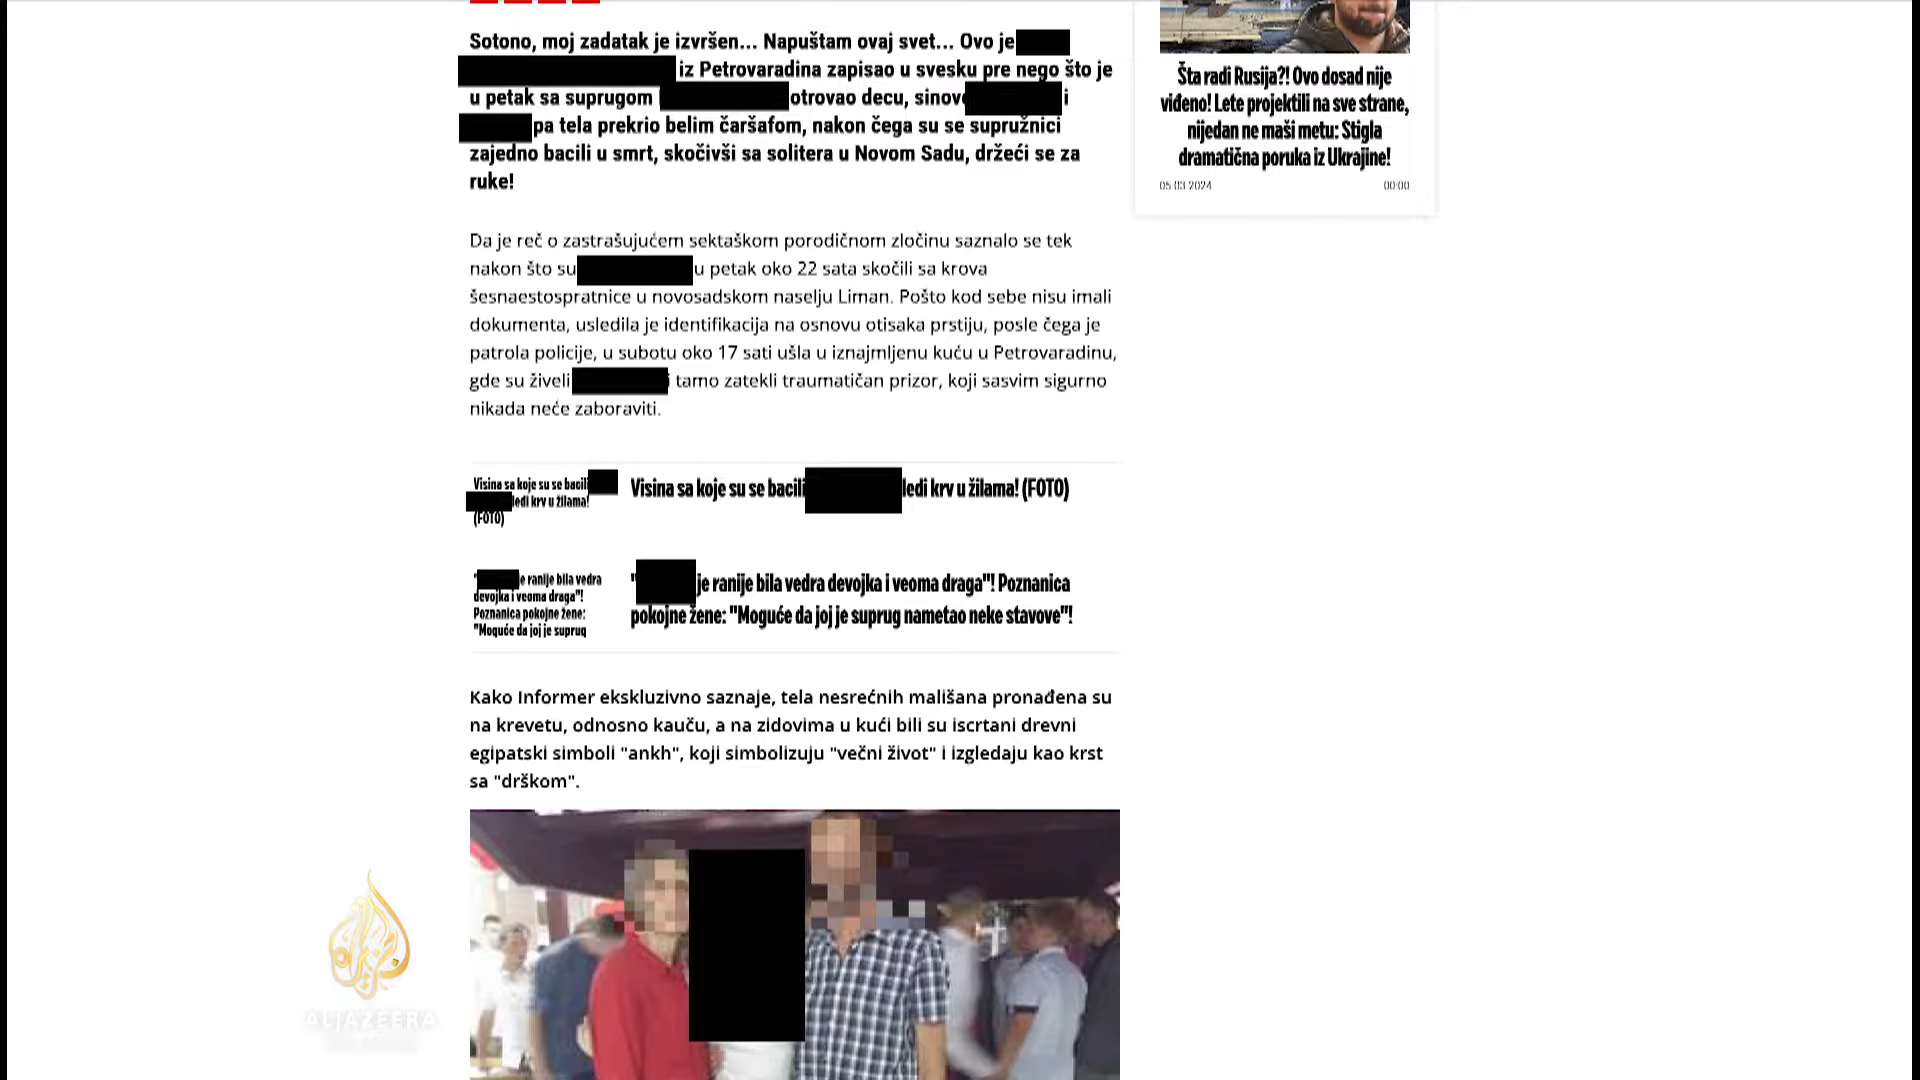 Sotono, moj zadatak je izvršen... Napuštam ovaj svet... Ovo je
iz Petrovaradina zapisao u svesku pre nego što je
u petak sa suprugom otrovao decu, sinove i
pa tela prekrio belim čaršafom, nakon čega su se supružnici
zajedno bacili u smrt, skočivši sa solitera u Novom Sadu, držeći se za
ruke!
Da je reč o zastrašujućem sektaškom porodičnom zločinu saznalo se tek
nakon što su u petak oko 22 sata skočili sa krova
šesnaestospratnice u novosadskom naselju Liman. Pošto kod sebe nisu imali
dokumenta, usledila je identifikacija na osnovu otisaka prstiju, posle čega je
patrola policije, u subotu oko 17 sati ušla u iznajmljenu kuću u Petrovaradinu,
gde su živeli i tamo zatekli traumatičan prizor, koji sasvim sigurno
nikada neće zaboraviti.
Visina sa koje su se bacili
ledi krv u žilama!
(FOTO)
Visina sa koje su se bacili ledi krv u žilama! (FOTO)
" je ranije bila vedra
devojka i veoma draga"!
Poznanica pokojne žene:
"Moguće da joj je suprug
" je ranije bila vedra devojka i veoma draga"! Poznanica
pokojne žene: "Moguće da joj je suprug nametao neke stavove"!
Kako Informer ekskluzivno saznaje, tela nesrećnih mališana pronađena su
na krevetu, odnosno kauču, a na zidovima u kući bili su iscrtani drevni
egipatski simboli "ankh", koji simbolizuju "večni život" i izgledaju kao krst
sa "drškom".
Šta radi Rusija?! Ovo dosad nije
viđeno! Lete projektili na sve strane,
nijedan ne maši metu: Stigla
dramatična poruka iz Ukrajine!
05.03.2024 00:00
ALJAZEERA